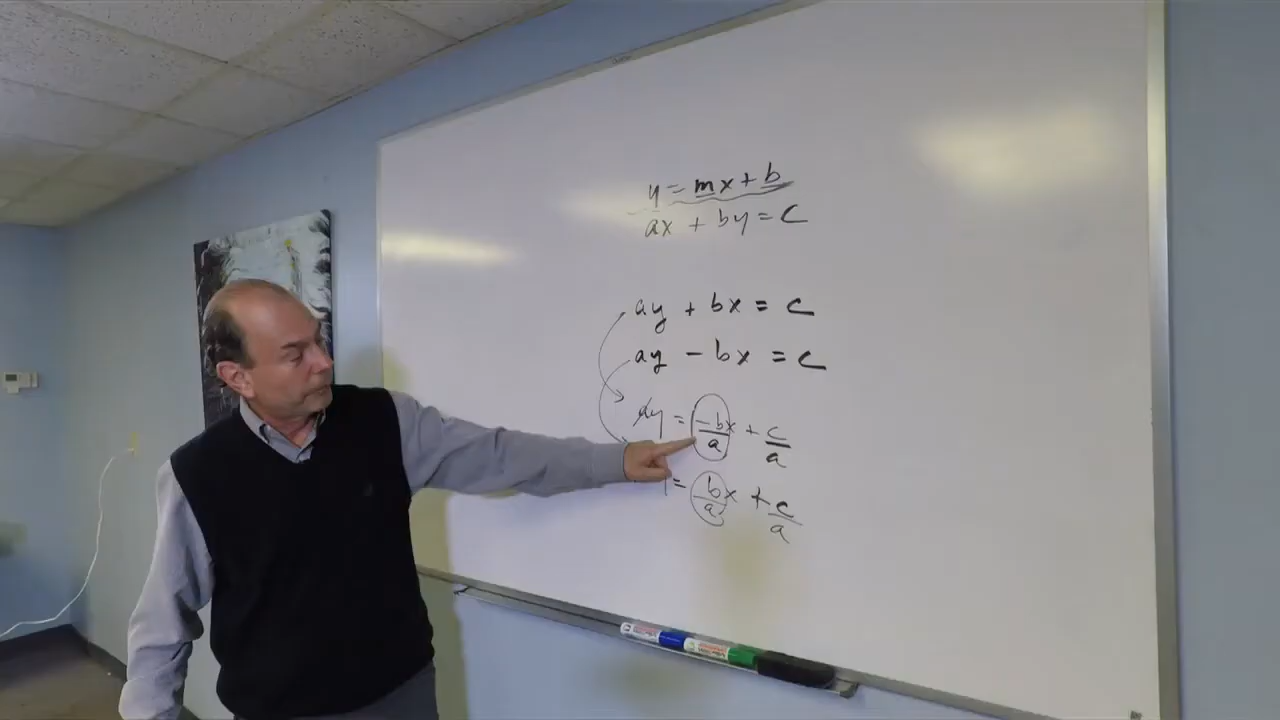 y = mx + b
ax + by = c
ay + bx = c
ay - bx = c
ay = -bx/a + c/a
y = b/a x + c/a